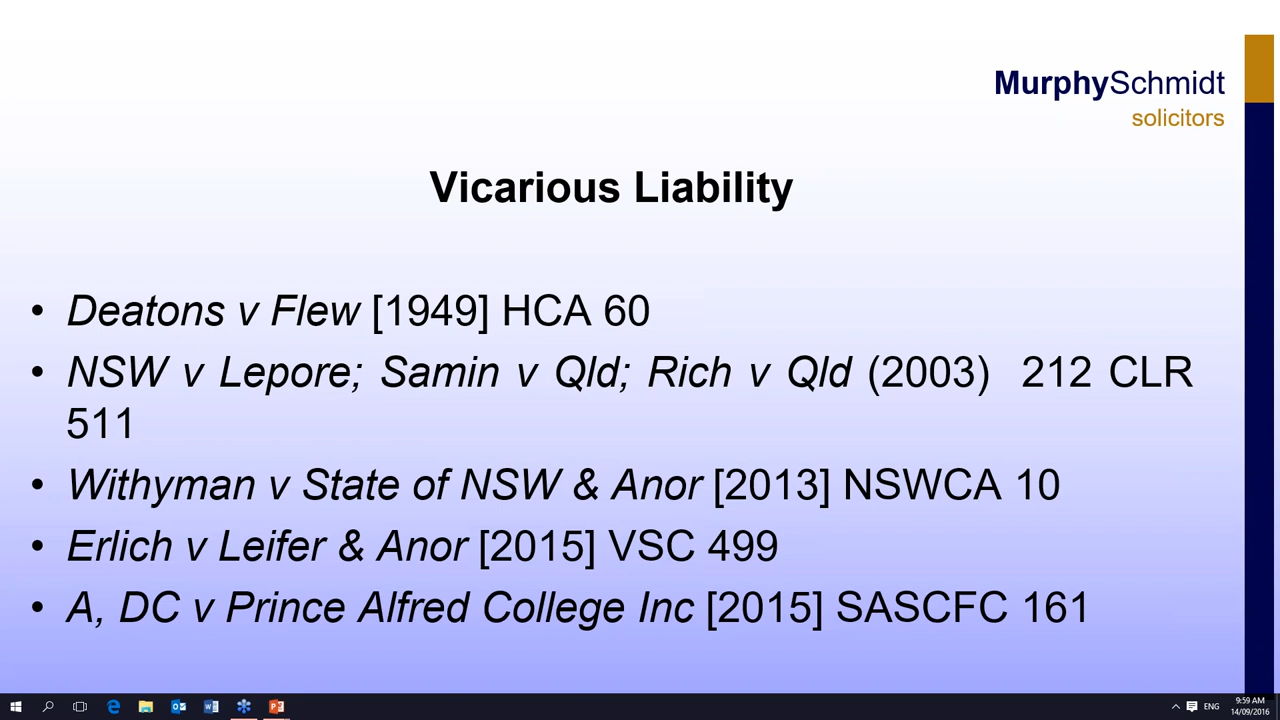 MurphySchmidt
solicitors
Vicarious Liability
• Deatons v Flew [1949] HCA 60
• NSW v Lepore; Samin v Qld; Rich v Qld (2003) 212 CLR
511
• Withyman v State of NSW & Anor [2013] NSWCA 10
• Erlich v Leifer & Anor [2015] VSC 499
• A, DC v Prince Alfred College Inc [2015] SASCFC 161
ENG
9:59 AM
14/09/2016